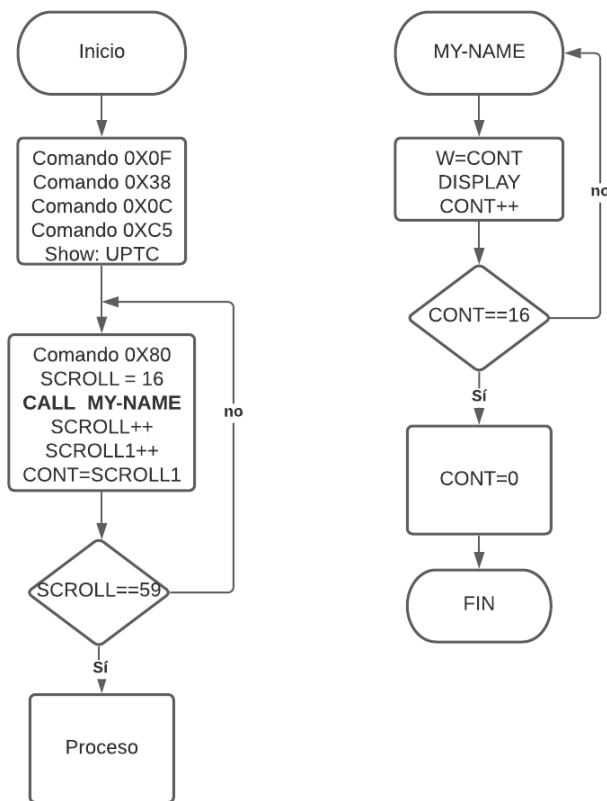 Inicio
Comando 0X0F
Comando 0X38
Comando 0X0C
Comando 0XC5
Show: UPTC
Comando 0X80
SCROLL = 16
CALL MY-NAME
SCROLL++
SCROLL1++
CONT=SCROLL1
no
SCROLL==59
Sí
Proceso
MY-NAME
W=CONT
DISPLAY
CONT++
no
CONT==16
Sí
CONT=0
FIN